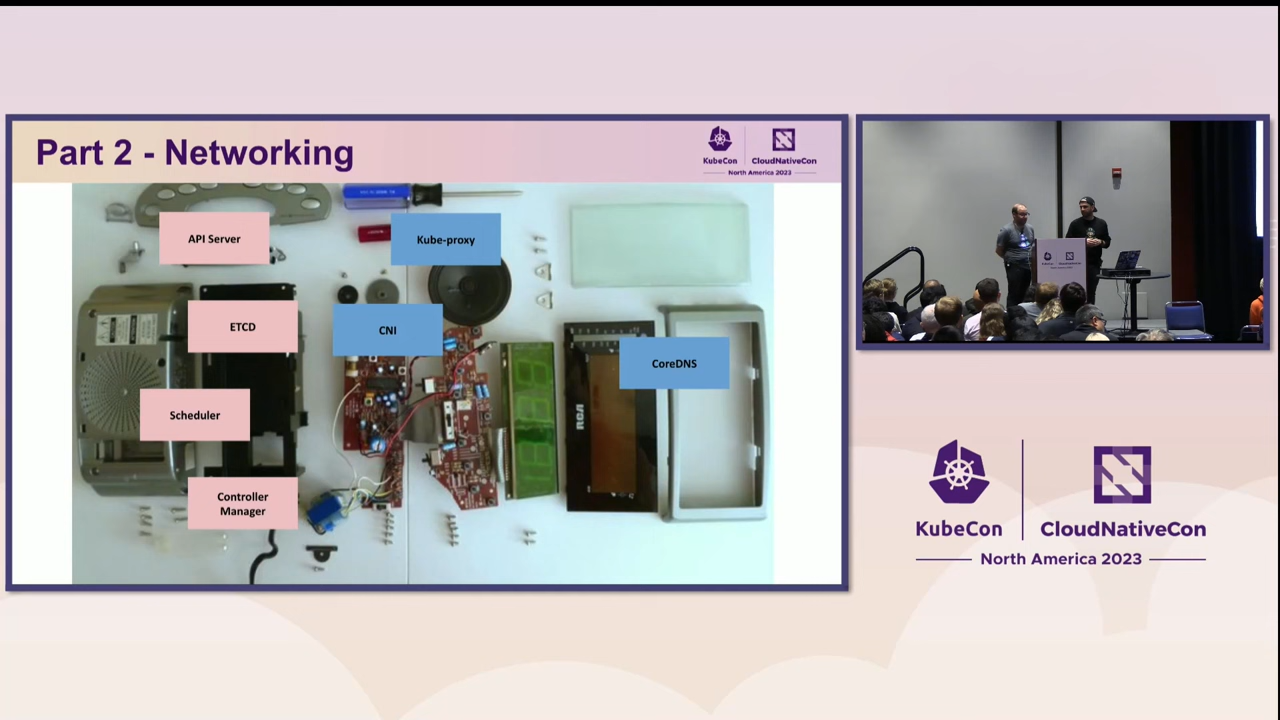 Part 2 - Networking
KubeCon
CloudNativeCon
North America 2023
API Server
Kube-proxy
ETCD
CNI
CoreDNS
Scheduler
RCA
Controller
Manager
KubeCon
CloudNativeCon
North America 2023